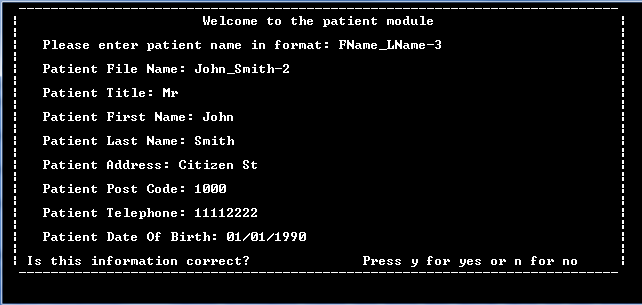 Welcome to the patient module
Please enter patient name in format: FName_LName-3
Patient File Name: John_Smith-2
Patient Title: Mr
Patient First Name: John
Patient Last Name: Smith
Patient Address: Citizen St
Patient Post Code: 1000
Patient Telephone: 11112222
Patient Date Of Birth: 01/01/1990
Is this information correct? Press y for yes or n for no